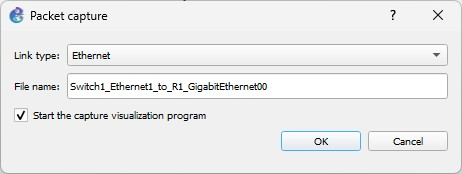 Packet capture
Link type: Ethernet
File name: Switch1_Ethernet1_to_R1_GigabitEthernet00
Start the capture visualization program
OK Cancel